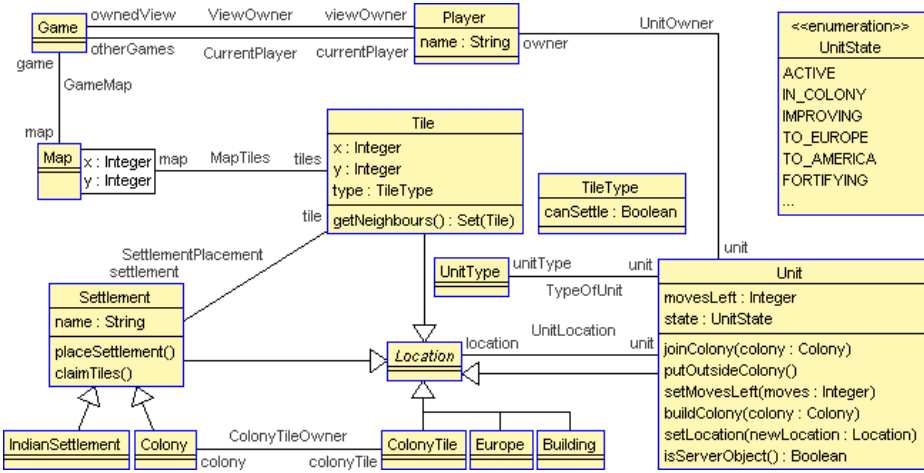 ownedView ViewOwner viewOwner
Game
otherGames CurrentPlayer currentPlayer
Player
name : String
owner
UnitOwner
<<enumeration>>
UnitState
ACTIVE
IN_COLONY
IMPROVING
TO_EUROPE
TO_AMERICA
FORTIFYING
...
game
GameMap
map
Map
x : Integer
y : Integer
map MapTiles tiles
Tile
x : Integer
y : Integer
type : TileType
getNeighbours() : Set(Tile)
TileType
canSettle : Boolean
tile
SettlementPlacement
settlement
Settlement
name : String
placeSettlement()
claimTiles()
UnitType
unitType unit
TypeOfUnit
unit
Unit
movesLeft : Integer
state : UnitState
joinColony(colony : Colony)
putOutsideColony()
setMovesLeft(moves : Integer)
buildColony(colony : Colony)
setLocation(newLocation : Location)
isServerObject() : Boolean
Location
location UnitLocation unit
IndianSettlement
Colony
ColonyTileOwner
colony colonyTile
ColonyTile
Europe
Building